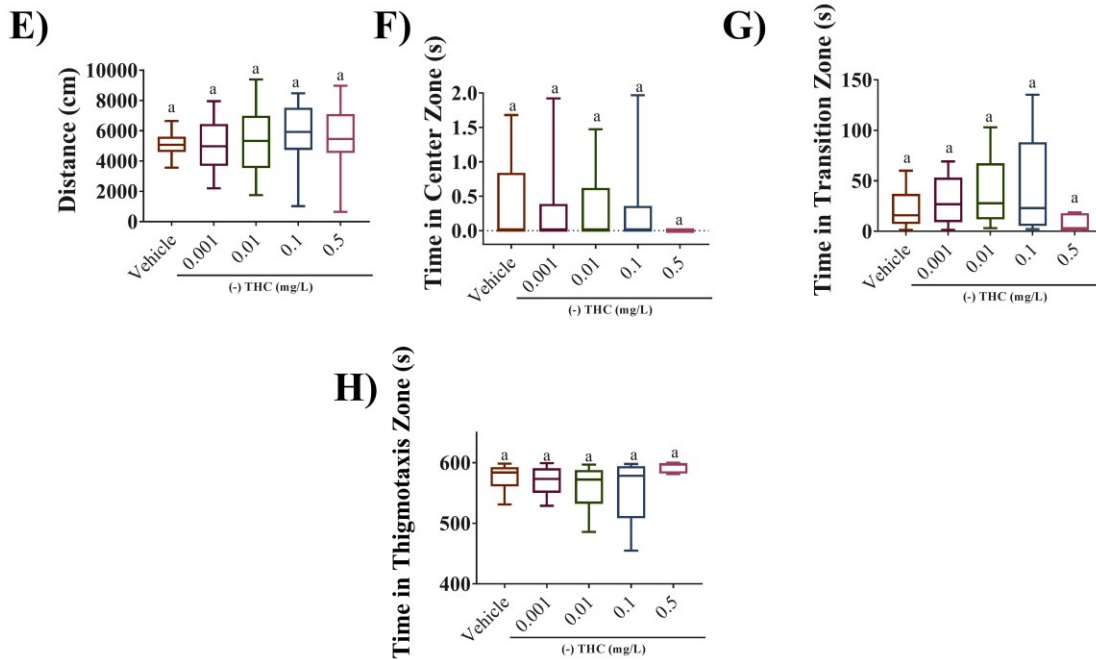 E)
Distance (cm)
10000
8000
6000
4000
2000
0
a
a
a
a
a
Vehicle
0.001
0.01
0.1
0.5
(-) THC (mg/L)
F)
Time in Center Zone (s)
2.0
1.5
1.0
0.5
0.0
a
a
a
a
a
Vehicle
0.001
0.01
0.1
0.5
(-) THC (mg/L)
G)
Time in Transition Zone (s)
150
100
50
0
a
a
a
a
a
Vehicle
0.001
0.01
0.1
0.5
(-) THC (mg/L)
H)
Time in Thigmotaxis Zone (s)
600
500
400
a
a
a
a
a
Vehicle
0.001
0.01
0.1
0.5
(-) THC (mg/L)